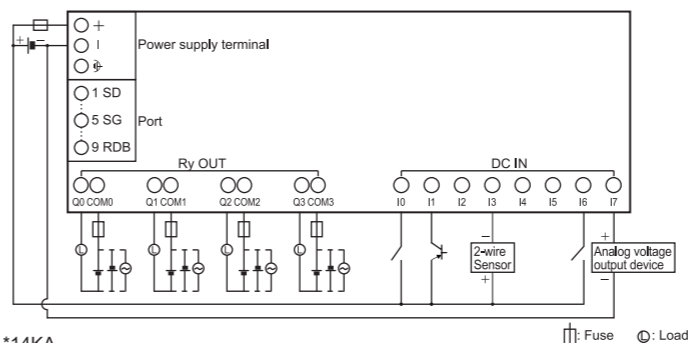 +
+ − −
Power supply terminal
1 SD
5 SG Port
9 RDB
Ry OUT DC IN
Q0 COM0 Q1 COM1 Q2 COM2 Q3 COM3 I0 I1 I2 I3 I4 I5 I6 I7
− +
L L L L
2-wire
Sensor
Analog voltage
output device
+ −
*14KA
: Fuse L : Load